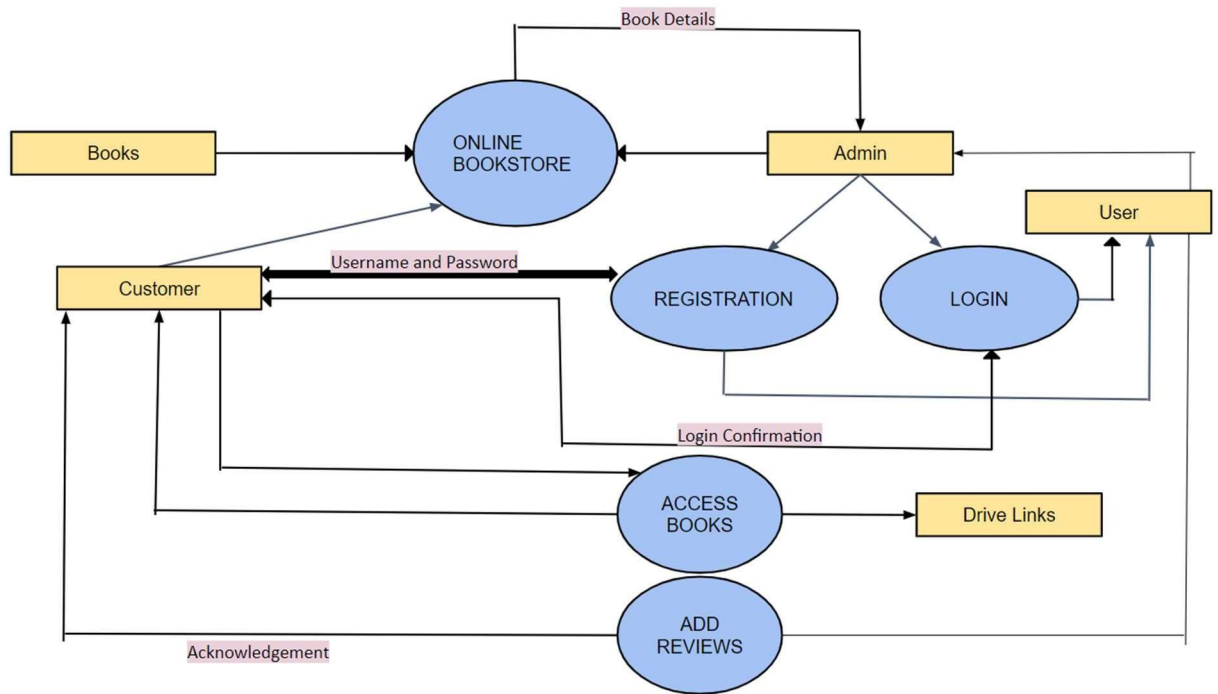 Book Details
Books
ONLINE
BOOKSTORE
Admin
User
Username and Password
Customer
REGISTRATION
LOGIN
Login Confirmation
ACCESS
BOOKS
Drive Links
ADD
REVIEWS
Acknowledgement